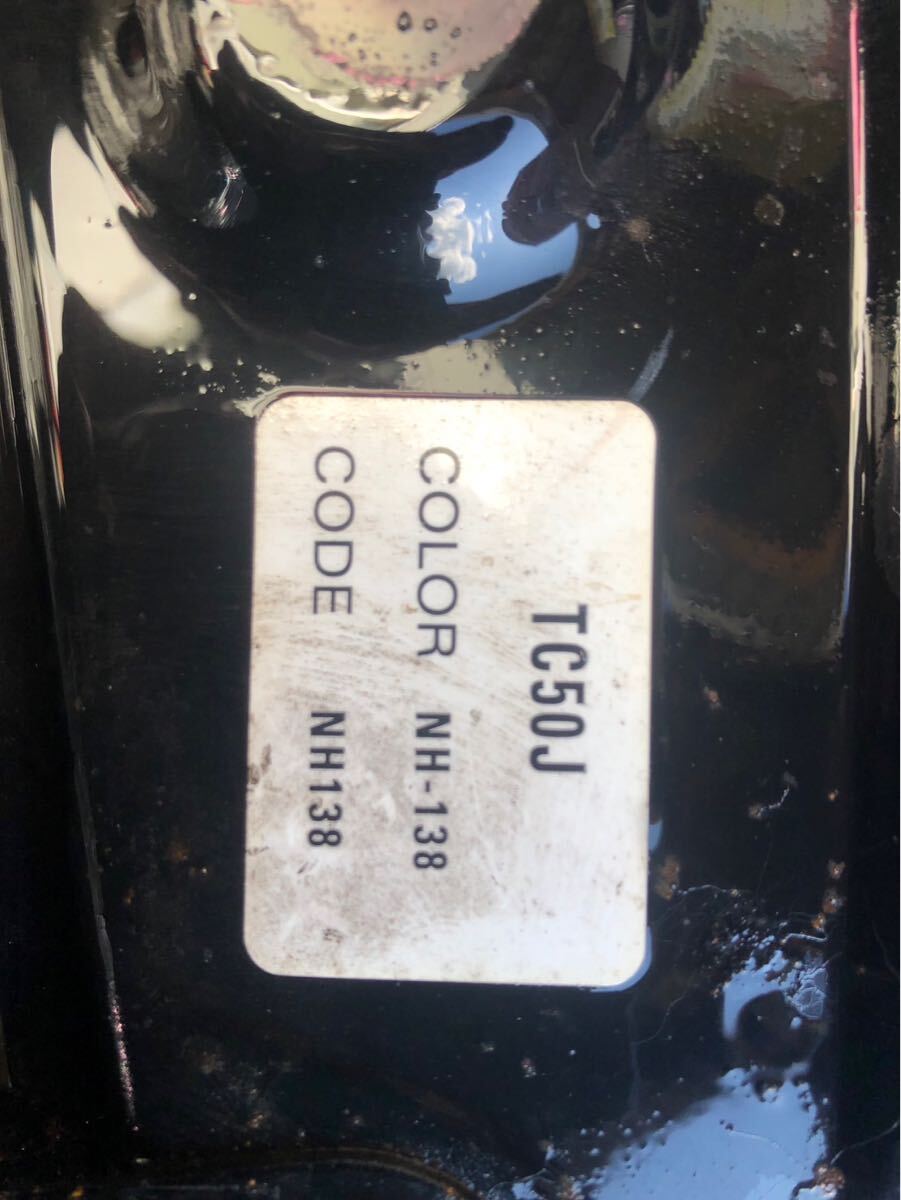 TC50J
COLOR NH-138
CODE NH138